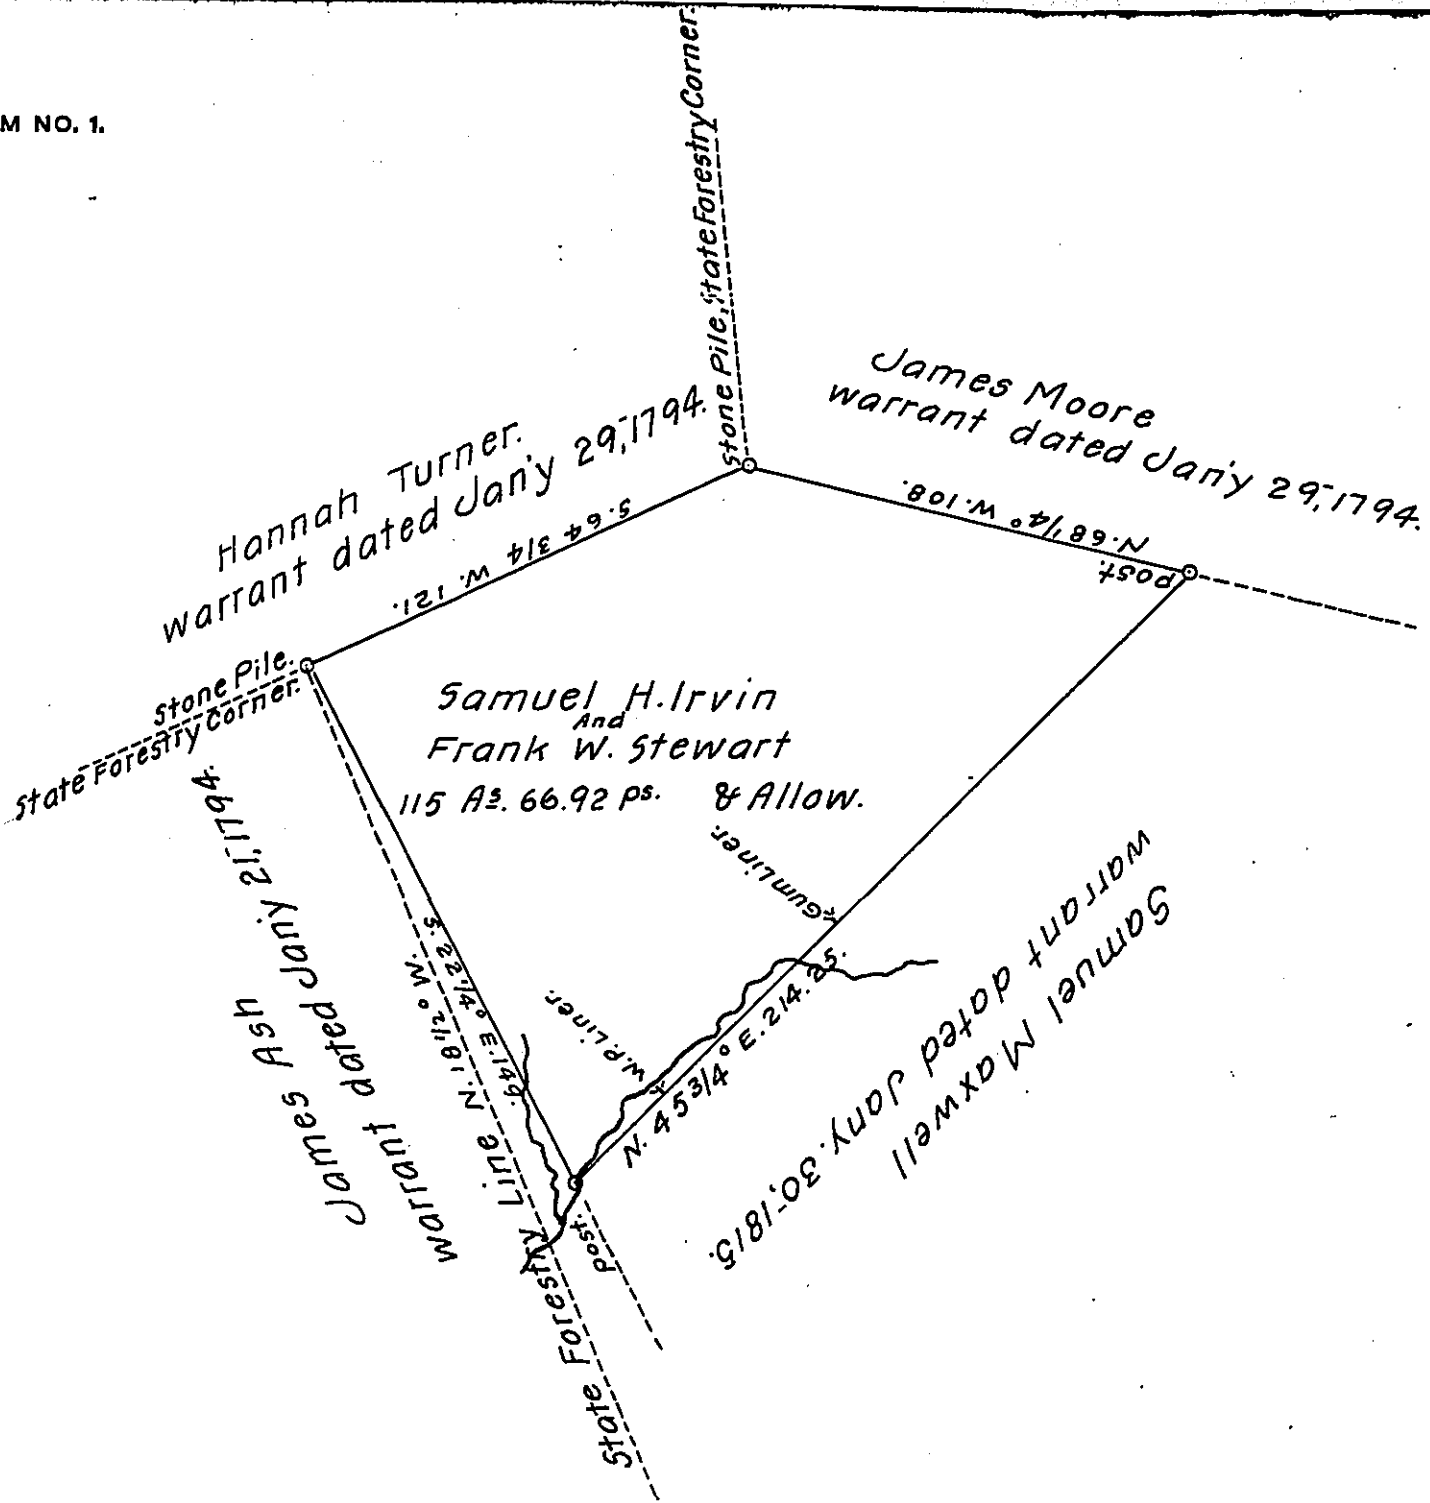 M NO. 1.
Stone Pile, State Forestry Corner.
James Moore
warrant dated Jan'y 29, 1794.
Hannah Turner.
warrant dated Jan'y 29, 1794.
N. 68 1/4° W. 108.
S. 64 3/4 W. 121.
Post.
Stone Pile.
State Forestry Corner.
Samuel H. Irvin
And
Frank W. Stewart
115 As. 66.92 ps. & Allow.
James Ash
warrant dated Jan'y 21, 1794.
Gum Liner.
S. 22 1/4° E. 149.
State Forestry Line N. 18 1/2° W.
W.P. Liner.
N. 45 3/4° E. 214.25.
Samuel Maxwell
warrant dated Jany. 30, 1815.
Post.